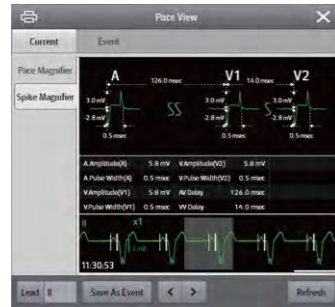 Pace View
Current Event
Pace Magnifier
Spike Magnifier
A 126.0 msec V1 14.0 msec V2
3.0 mV 3.0 mV 3.0 mV
-2.8 mV -2.8 mV -2.8 mV
0.5 msec 0.5 msec 0.5 msec
A.Amplitude(A) 5.8 mV V.Amplitude(V2) 5.8 mV
A.Pulse Width(A) 0.5 msec V.Pulse Width(V2) 0.5 msec
V.Amplitude(V1) 5.8 mV AV Delay 126.0 msec
V.Pulse Width(V1) 0.5 msec VV Delay 14.0 msec
II x1
1 mV
11:30:53
Lead II Save As Event < > Refresh